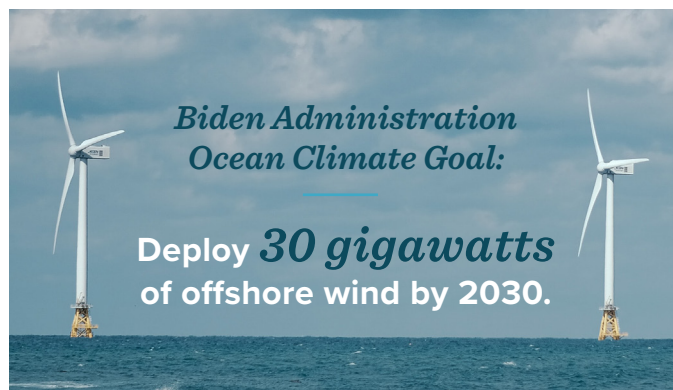 Biden Administration
Ocean Climate Goal:
Deploy 30 gigawatts
of offshore wind by 2030.